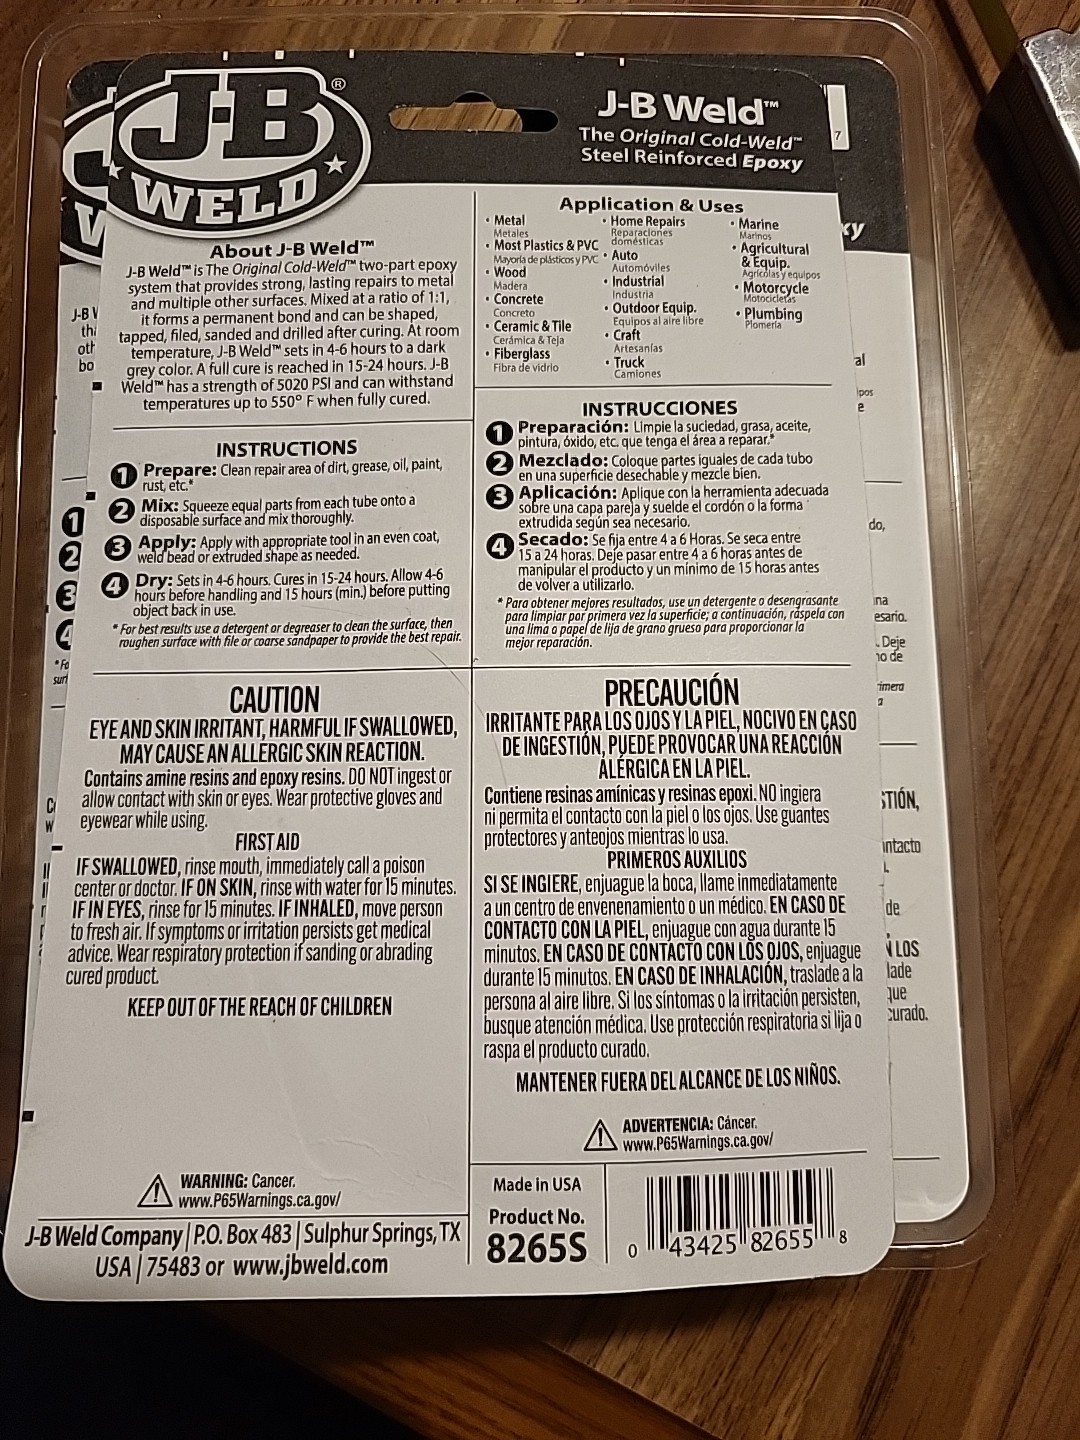 J-B
WELD
®
J-B Weld™
The Original Cold-Weld™
Steel Reinforced Epoxy
7
About J-B Weld™
J-B Weld™ is The Original Cold-Weld™ two-part epoxy
system that provides strong, lasting repairs to metal
and multiple other surfaces. Mixed at a ratio of 1:1,
it forms a permanent bond and can be shaped,
tapped, filed, sanded and drilled after curing. At room
temperature, J-B Weld™ sets in 4-6 hours to a dark
grey color. A full cure is reached in 15-24 hours. J-B
Weld™ has a strength of 5020 PSI and can withstand
temperatures up to 550° F when fully cured.
INSTRUCTIONS
1 Prepare: Clean repair area of dirt, grease, oil, paint,
rust, etc.*
2 Mix: Squeeze equal parts from each tube onto a
disposable surface and mix thoroughly.
3 Apply: Apply with appropriate tool in an even coat,
weld bead or extruded shape as needed.
4 Dry: Sets in 4-6 hours. Cures in 15-24 hours. Allow 4-6
hours before handling and 15 hours (min.) before putting
object back in use.
* For best results use a detergent or degreaser to clean the surface, then
roughen surface with file or coarse sandpaper to provide the best repair.
CAUTION
EYE AND SKIN IRRITANT, HARMFUL IF SWALLOWED,
MAY CAUSE AN ALLERGIC SKIN REACTION.
Contains amine resins and epoxy resins. DO NOT ingest or
allow contact with skin or eyes. Wear protective gloves and
eyewear while using.
FIRST AID
IF SWALLOWED, rinse mouth, immediately call a poison
center or doctor. IF ON SKIN, rinse with water for 15 minutes.
IF IN EYES, rinse for 15 minutes. IF INHALED, move person
to fresh air. If symptoms or irritation persists get medical
advice. Wear respiratory protection if sanding or abrading
cured product.
KEEP OUT OF THE REACH OF CHILDREN
WARNING: Cancer.
www.P65Warnings.ca.gov/
J-B Weld Company | P.O. Box 483 | Sulphur Springs, TX
USA | 75483 or www.jbweld.com
Application & Uses
• Metal
Metales
• Most Plastics & PVC
Mayoría de plásticos y PVC
• Wood
Madera
• Concrete
Concreto
• Ceramic & Tile
Cerámica & Teja
• Fiberglass
Fibra de vidrio
• Home Repairs
Reparaciones
domésticas
• Auto
Automóviles
• Industrial
Industria
• Outdoor Equip.
Equipos al aire libre
• Craft
Artesanías
• Truck
Camiones
• Marine
Marinos
• Agricultural
& Equip.
Agrícolas y equipos
• Motorcycle
Motocicletas
• Plumbing
Plomería
INSTRUCCIONES
1 Preparación: Limpie la suciedad, grasa, aceite,
pintura, óxido, etc. que tenga el área a reparar.*
2 Mezclado: Coloque partes iguales de cada tubo
en una superficie desechable y mezcle bien.
3 Aplicación: Aplique con la herramienta adecuada
sobre una capa pareja y suelde el cordón o la forma
extrudida según sea necesario.
4 Secado: Se fija entre 4 a 6 Horas. Se seca entre
15 a 24 horas. Deje pasar entre 4 a 6 horas antes de
manipular el producto y un mínimo de 15 horas antes
de volver a utilizarlo.
* Para obtener mejores resultados, use un detergente o desengrasante
para limpiar por primera vez la superficie; a continuación, ráspela con
una lima o papel de lija de grano grueso para proporcionar la
mejor reparación.
PRECAUCIÓN
IRRITANTE PARA LOS OJOS Y LA PIEL, NOCIVO EN CASO
DE INGESTIÓN, PUEDE PROVOCAR UNA REACCIÓN
ALÉRGICA EN LA PIEL.
Contiene resinas amínicas y resinas epoxi. NO ingiera
ni permita el contacto con la piel o los ojos. Use guantes
protectores y anteojos mientras lo usa.
PRIMEROS AUXILIOS
SI SE INGIERE, enjuague la boca, llame inmediatamente
a un centro de envenenamiento o un médico. EN CASO DE
CONTACTO CON LA PIEL, enjuague con agua durante 15
minutos. EN CASO DE CONTACTO CON LOS OJOS, enjuague
durante 15 minutos. EN CASO DE INHALACIÓN, traslade a la
persona al aire libre. Si los síntomas o la irritación persisten,
busque atención médica. Use protección respiratoria si lija o
raspa el producto curado.
MANTENER FUERA DEL ALCANCE DE LOS NIÑOS.
ADVERTENCIA: Cáncer.
www.P65Warnings.ca.gov/
Made in USA
Product No.
8265S
0 43425 82655 8